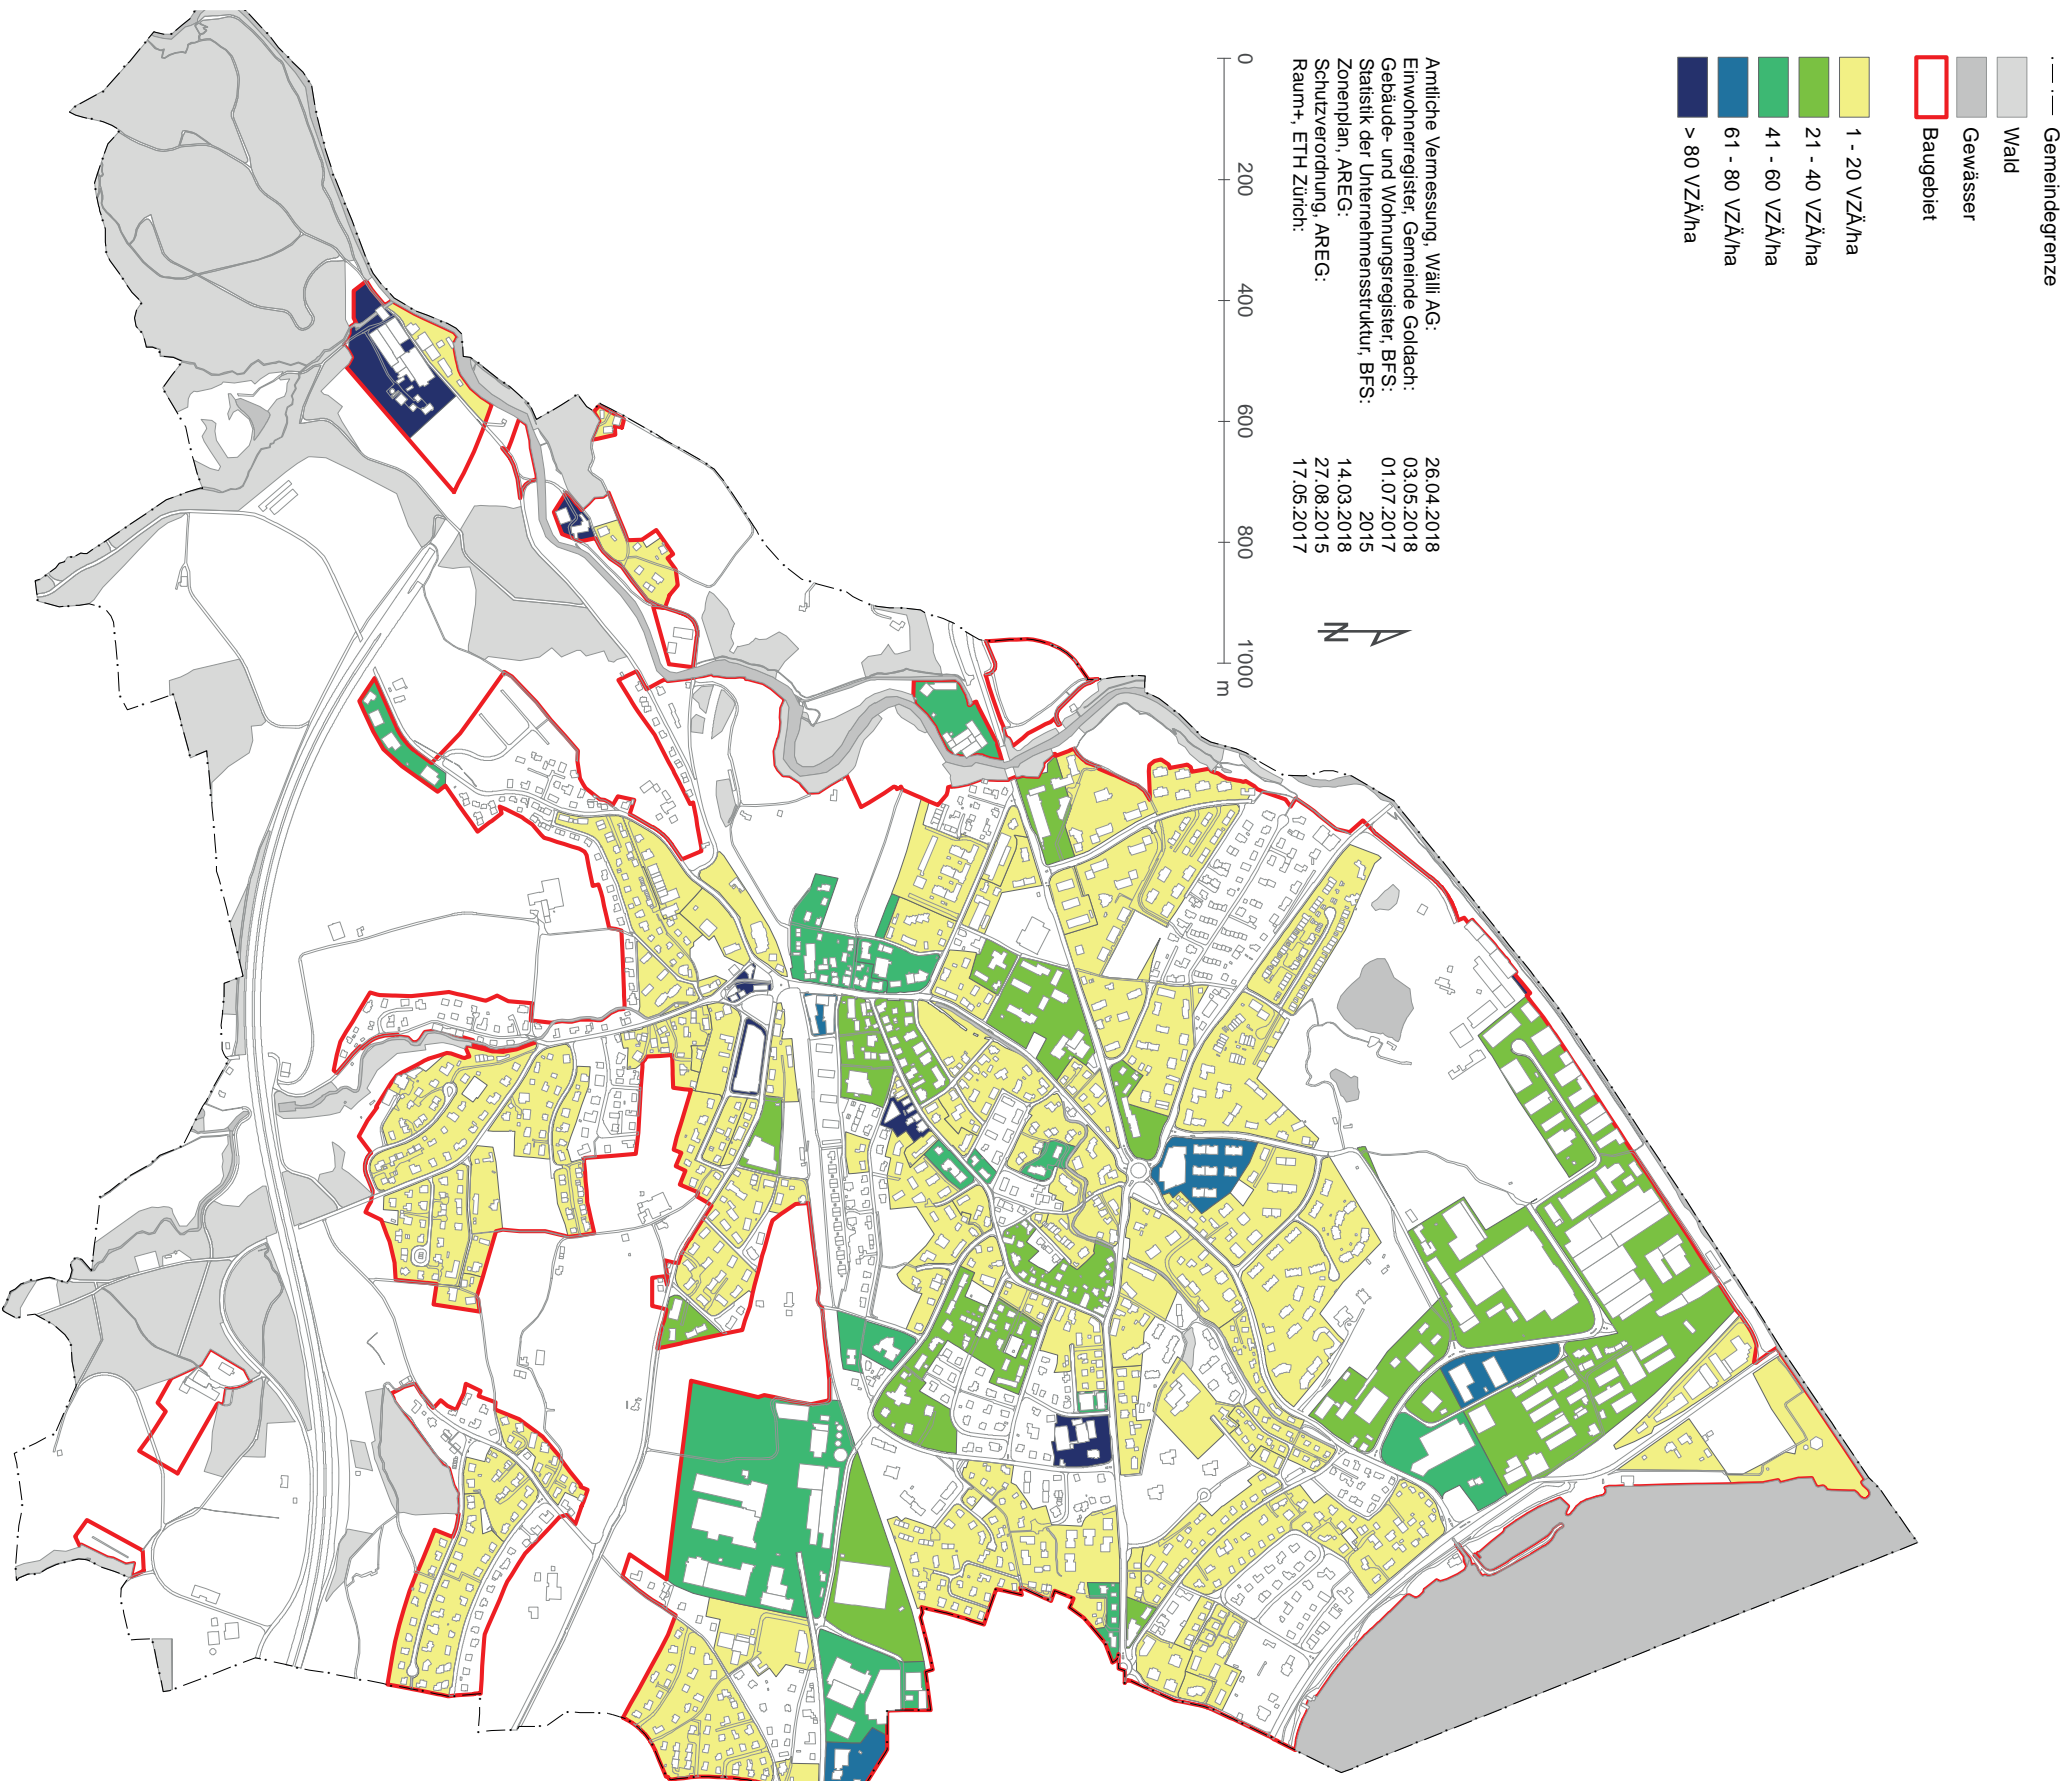 Gemeindegrenze
Wald
Gewässer
Baugebiet
1 - 20 VZÄ/ha
21 - 40 VZÄ/ha
41 - 60 VZÄ/ha
61 - 80 VZÄ/ha
> 80 VZÄ/ha
Amtliche Vermessung, Wälli AG: 26.04.2018
Einwohnerregister, Gemeinde Goldach: 03.05.2018
Gebäude- und Wohnungsregister, BFS: 01.07.2017
Statistik der Unternehmensstruktur, BFS: 2015
Zonenplan, AREG: 14.03.2018
Schutzverordnung, AREG: 27.08.2015
Raum+, ETH Zürich: 17.05.2017
N
0 200 400 600 800 1'000
m